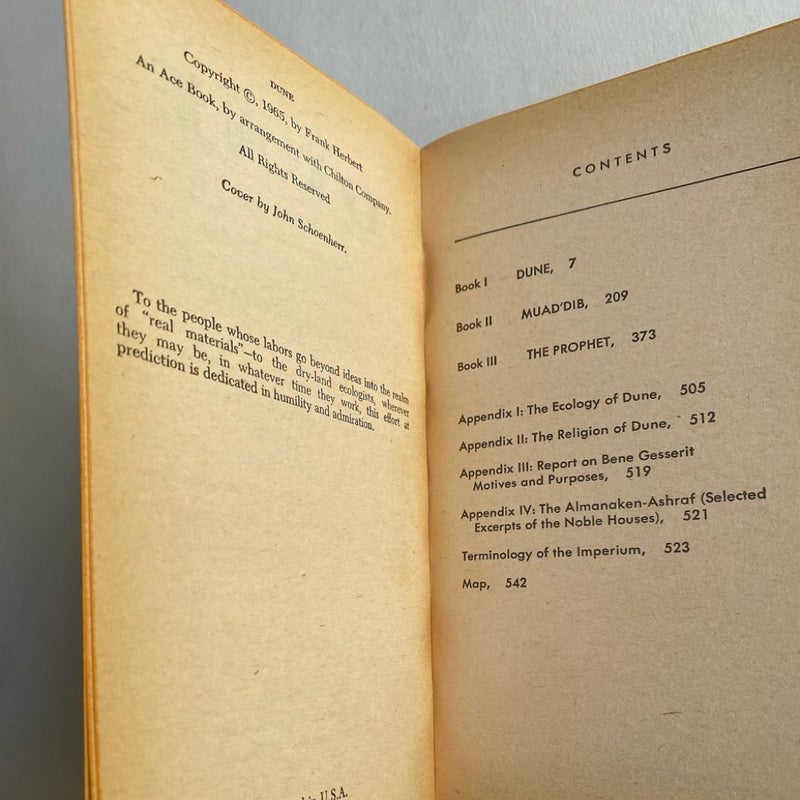 DUNE
Copyright ©, 1965, by Frank Herbert
An Ace Book, by arrangement with Chilton Company.
All Rights Reserved
Cover by John Schoenherr.
To the people whose labors go beyond ideas into the realm
of "real materials"—to the dry-land ecologists, wherever
they may be, in whatever time they work, this effort at
prediction is dedicated in humility and admiration.
U.S.A.
CONTENTS
Book I DUNE, 7
Book II MUAD'DIB, 209
Book III THE PROPHET, 373
Appendix I: The Ecology of Dune, 505
Appendix II: The Religion of Dune, 512
Appendix III: Report on Bene Gesserit
Motives and Purposes, 519
Appendix IV: The Almanaken-Ashraf (Selected
Excerpts of the Noble Houses), 521
Terminology of the Imperium, 523
Map, 542